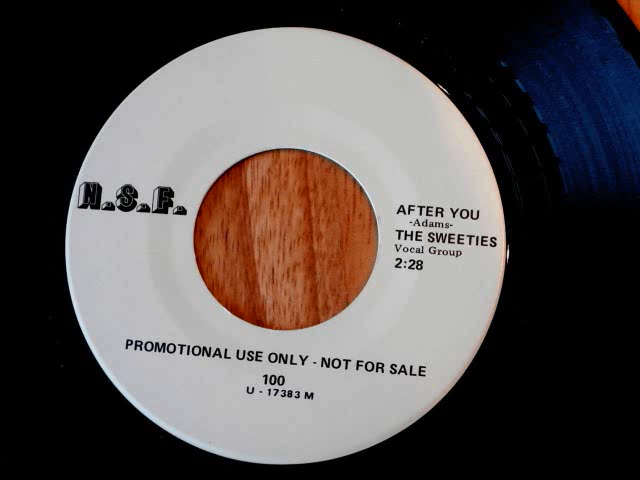 N.S.F.
AFTER YOU
-Adams-
THE SWEETIES
Vocal Group
2:28
PROMOTIONAL USE ONLY - NOT FOR SALE
100
U - 17383 M